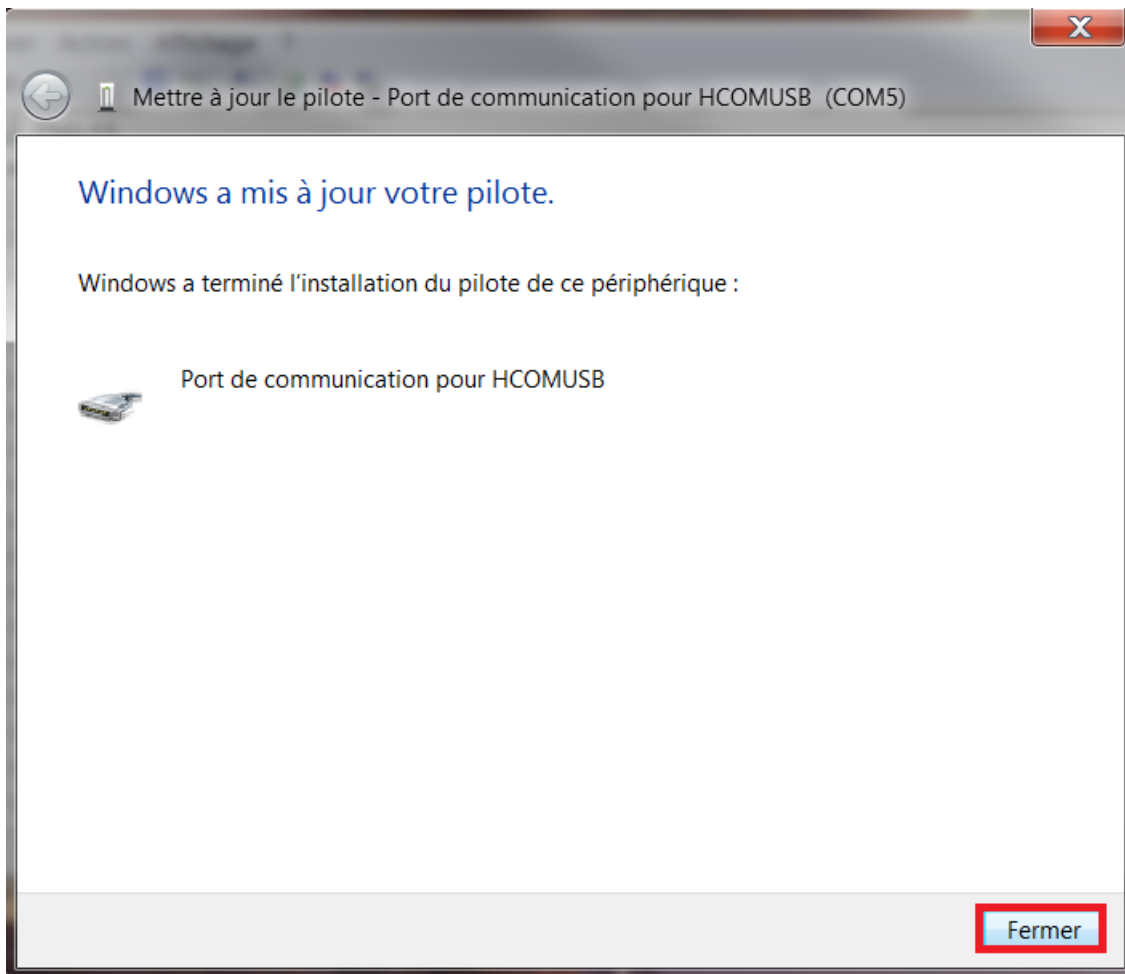 Affichage ?
Mettre à jour le pilote - Port de communication pour HCOMUSB (COM5)
Windows a mis à jour votre pilote.
Windows a terminé l'installation du pilote de ce périphérique :
Port de communication pour HCOMUSB
Fermer